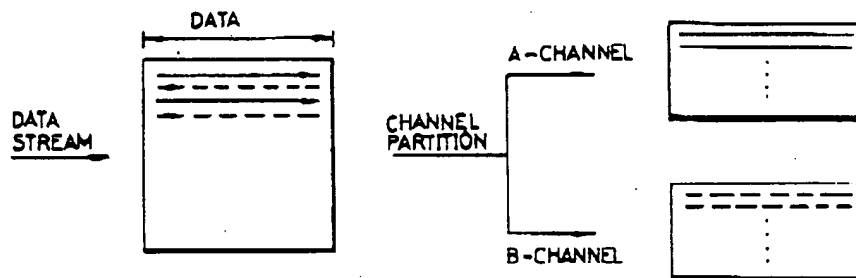 DATA
DATA
STREAM
CHANNEL
PARTITION
A-CHANNEL
B-CHANNEL